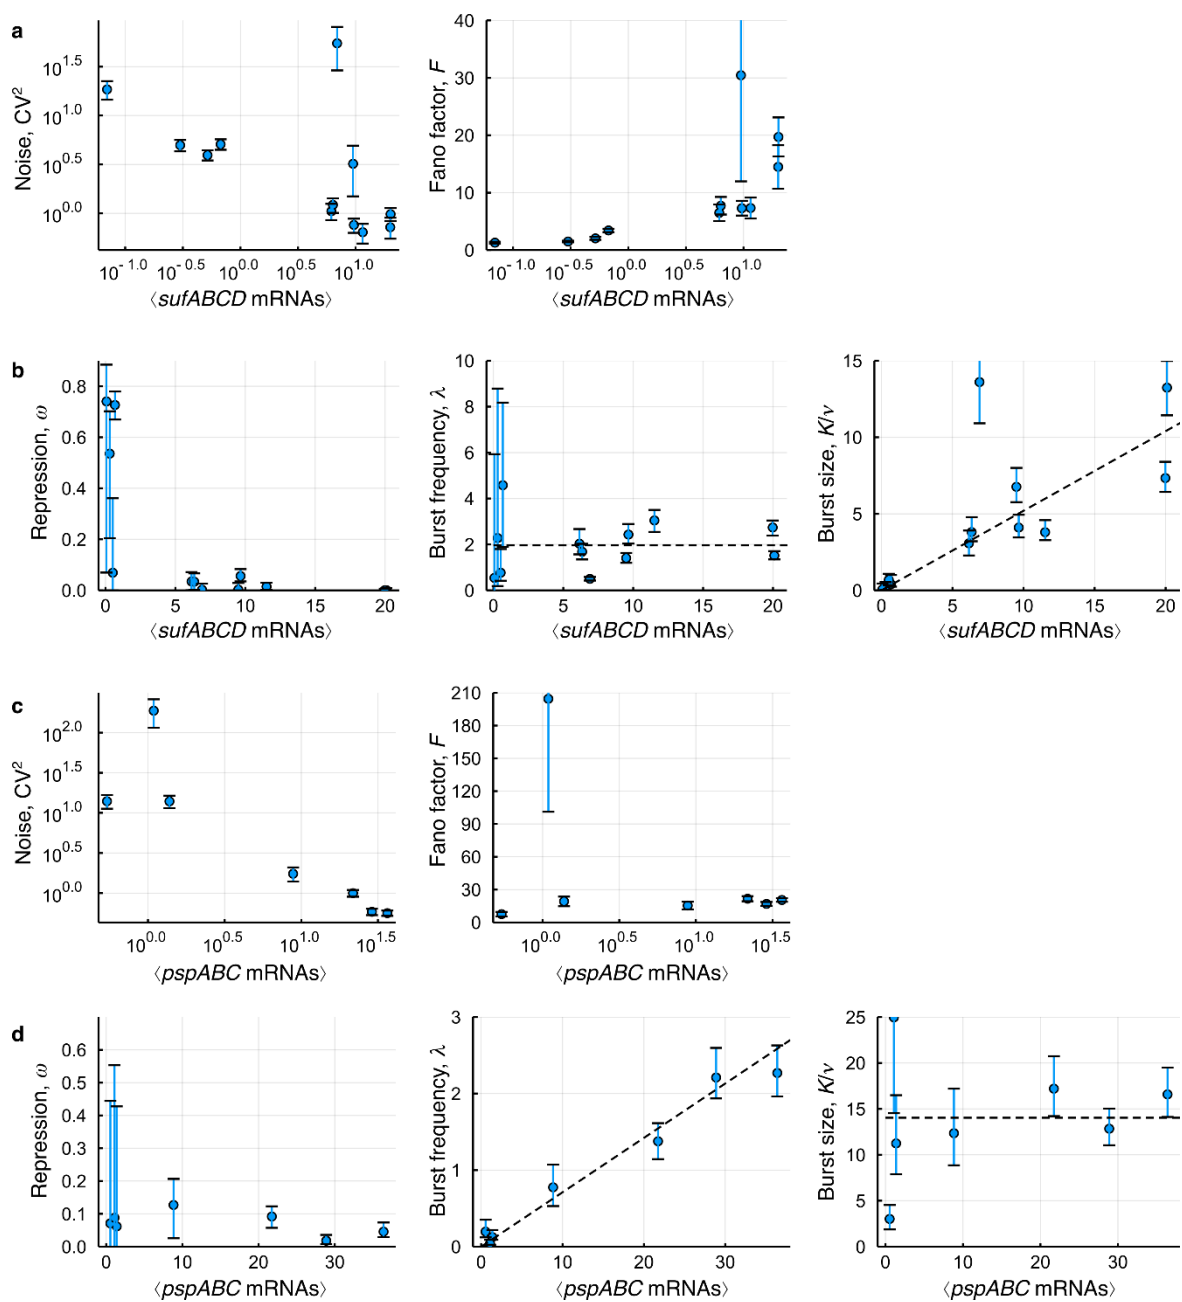 a
Noise, CV²
10^1.5
10^1.0
10^0.5
10^0.0
10^−1.0 10^−0.5 10^0.0 10^0.5 10^1.0
⟨sufABCD mRNAs⟩
Fano factor, F
40
30
20
10
0
10^−1.0 10^−0.5 10^0.0 10^0.5 10^1.0
⟨sufABCD mRNAs⟩
b
Repression, ω
0.8
0.6
0.4
0.2
0.0
0 5 10 15 20
⟨sufABCD mRNAs⟩
Burst frequency, λ
10
8
6
4
2
0
0 5 10 15 20
⟨sufABCD mRNAs⟩
Burst size, K/ν
15
10
5
0
0 5 10 15 20
⟨sufABCD mRNAs⟩
c
Noise, CV²
10^2.0
10^1.5
10^1.0
10^0.5
10^0.0
10^0.0 10^0.5 10^1.0 10^1.5
⟨pspABC mRNAs⟩
Fano factor, F
210
180
150
120
90
60
30
0
10^0.0 10^0.5 10^1.0 10^1.5
⟨pspABC mRNAs⟩
d
Repression, ω
0.6
0.5
0.4
0.3
0.2
0.1
0.0
0 10 20 30
⟨pspABC mRNAs⟩
Burst frequency, λ
3
2
1
0
0 10 20 30
⟨pspABC mRNAs⟩
Burst size, K/ν
25
20
15
10
5
0
0 10 20 30
⟨pspABC mRNAs⟩